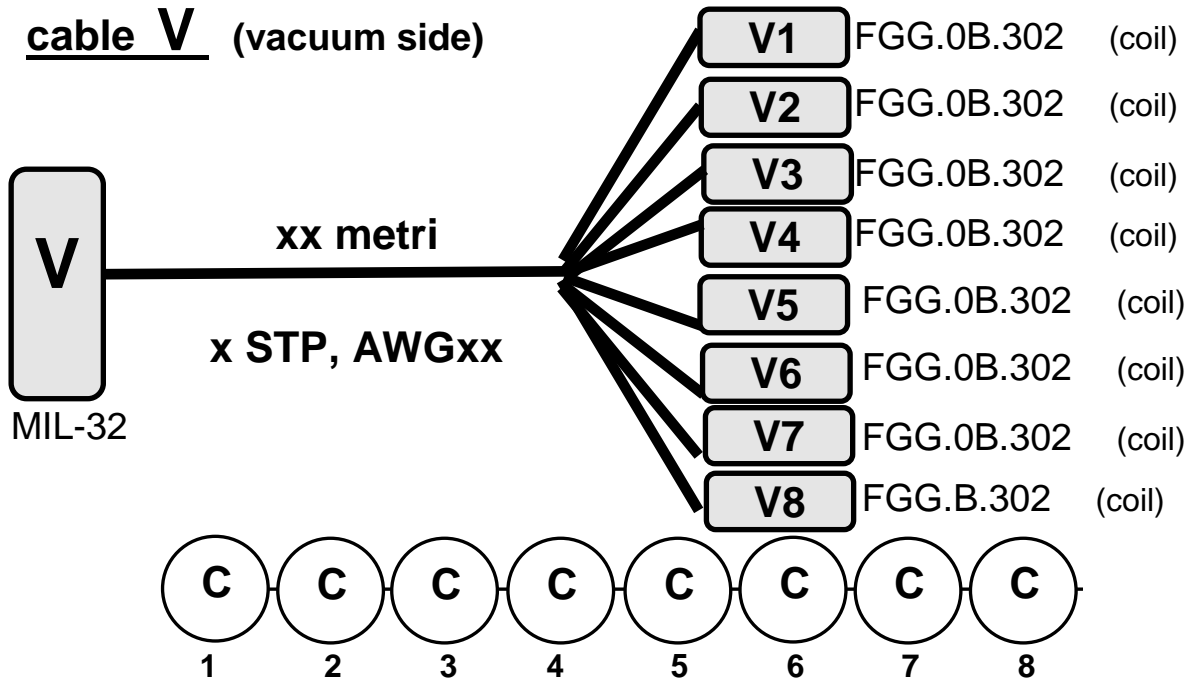 cable V (vacuum side)
V1 FGG.0B.302 (coil)
V2 FGG.0B.302 (coil)
V3 FGG.0B.302 (coil)
V4 FGG.0B.302 (coil)
V
xx metri
V5 FGG.0B.302 (coil)
x STP, AWGxx
V6 FGG.0B.302 (coil)
MIL-32
V7 FGG.0B.302 (coil)
V8 FGG.B.302 (coil)
C C C C C C C C
1 2 3 4 5 6 7 8